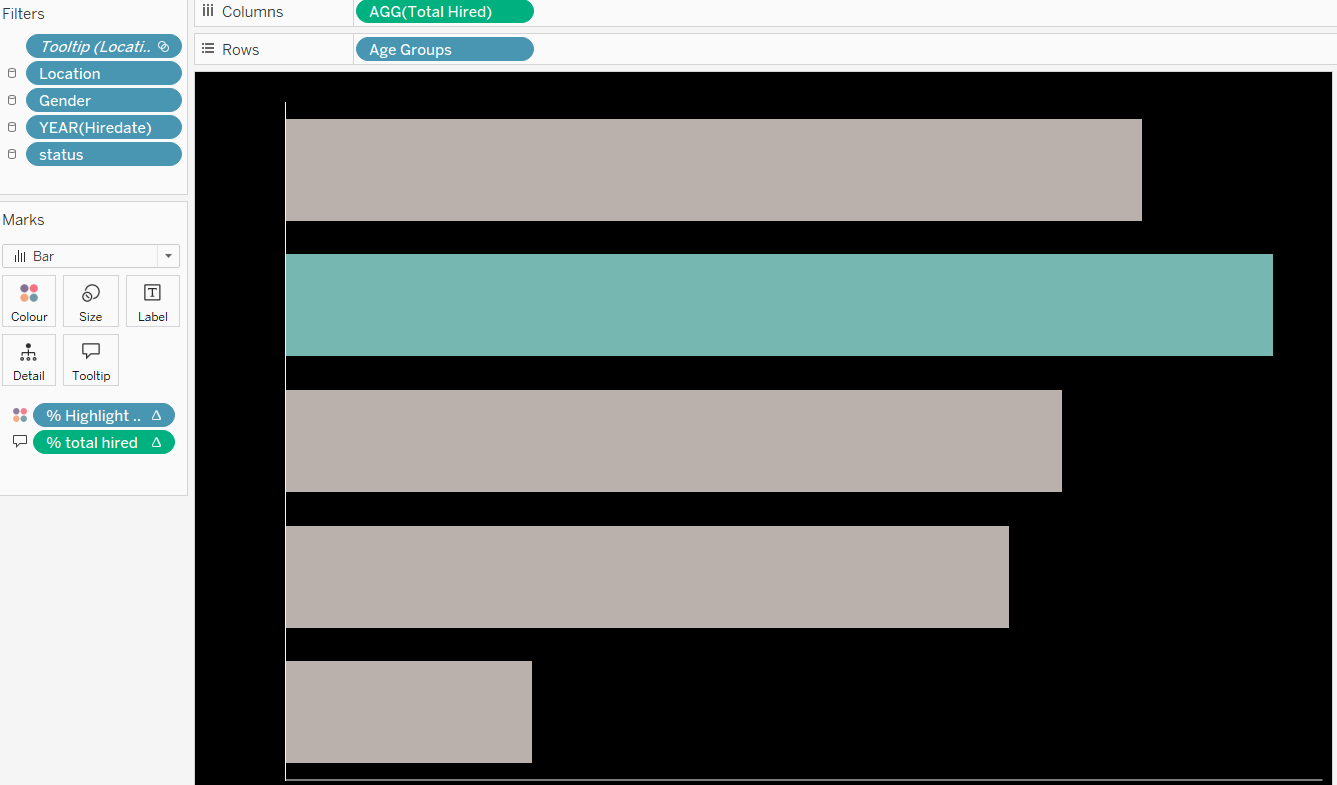 Filters
Tooltip (Locati..
Location
Gender
YEAR(Hiredate)
status
Marks
Bar
Colour
Size
Label
Detail
Tooltip
% Highlight ..
% total hired
Columns
AGG(Total Hired)
Rows
Age Groups